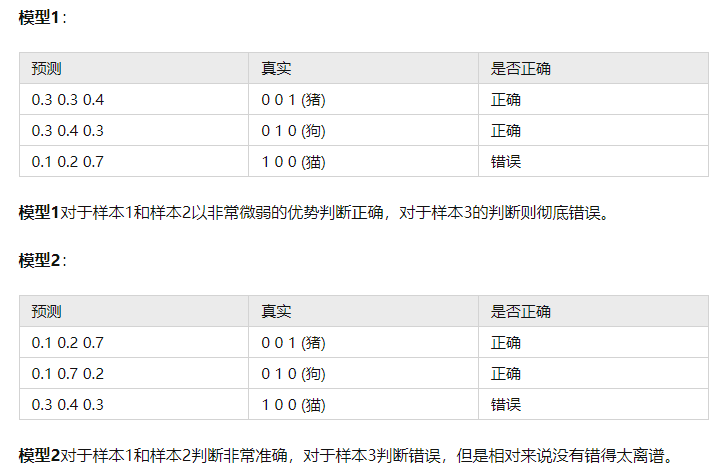 模型1：
预测 真实 是否正确
0.3 0.3 0.4 0 0 1 (猪) 正确
0.3 0.4 0.3 0 1 0 (狗) 正确
0.1 0.2 0.7 1 0 0 (猫) 错误
模型1对于样本1和样本2以非常微弱的优势判断正确，对于样本3的判断则彻底错误。
模型2：
预测 真实 是否正确
0.1 0.2 0.7 0 0 1 (猪) 正确
0.1 0.7 0.2 0 1 0 (狗) 正确
0.3 0.4 0.3 1 0 0 (猫) 错误
模型2对于样本1和样本2判断非常准确，对于样本3判断错误，但是相对来说没有错得太离谱。